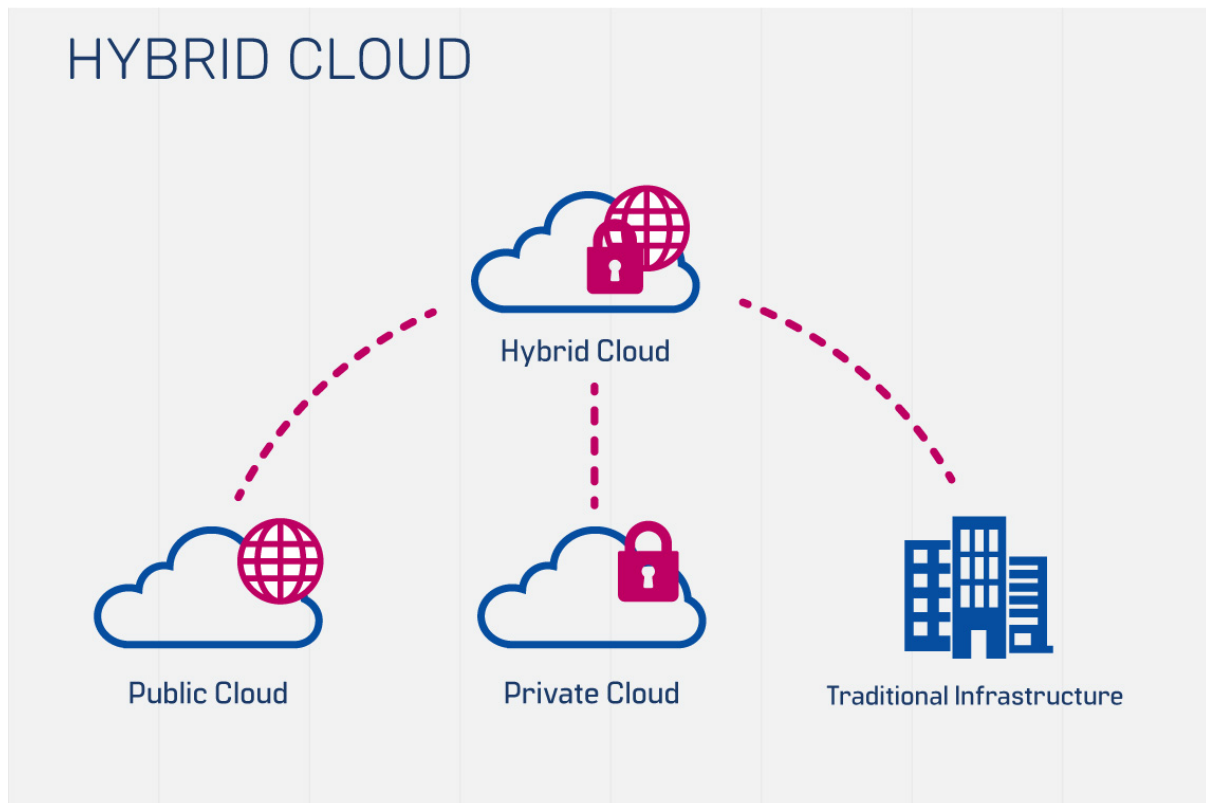 HYBRID CLOUD
Hybrid Cloud
Public Cloud
Private Cloud
Traditional Infrastructure